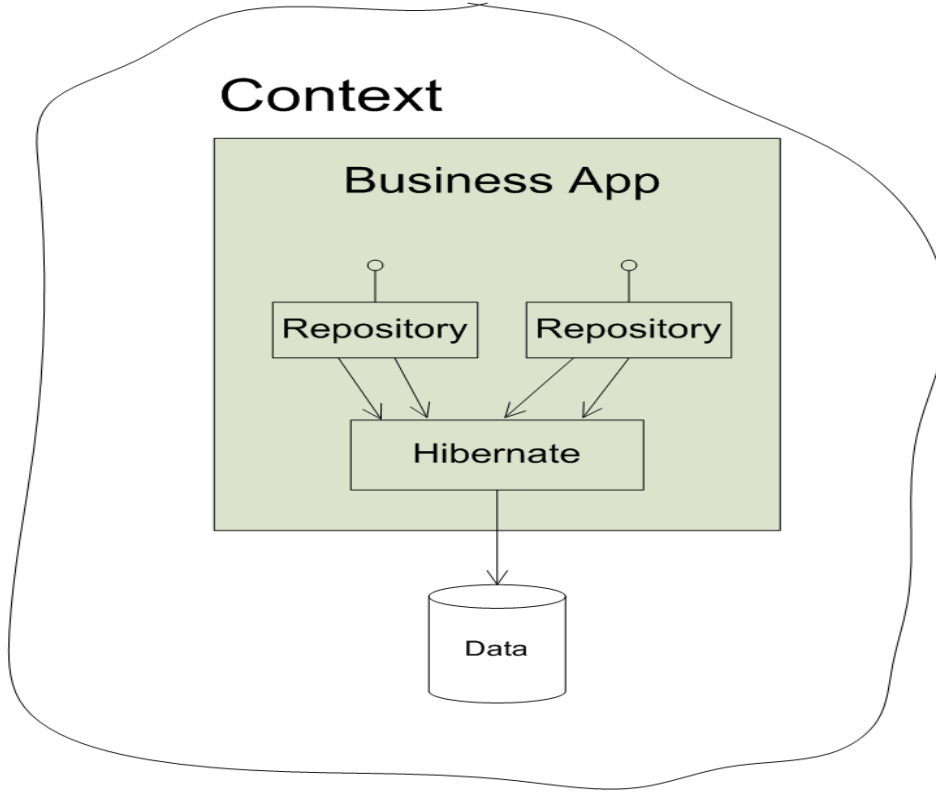 Context
Business App
Repository
Repository
Hibernate
Data